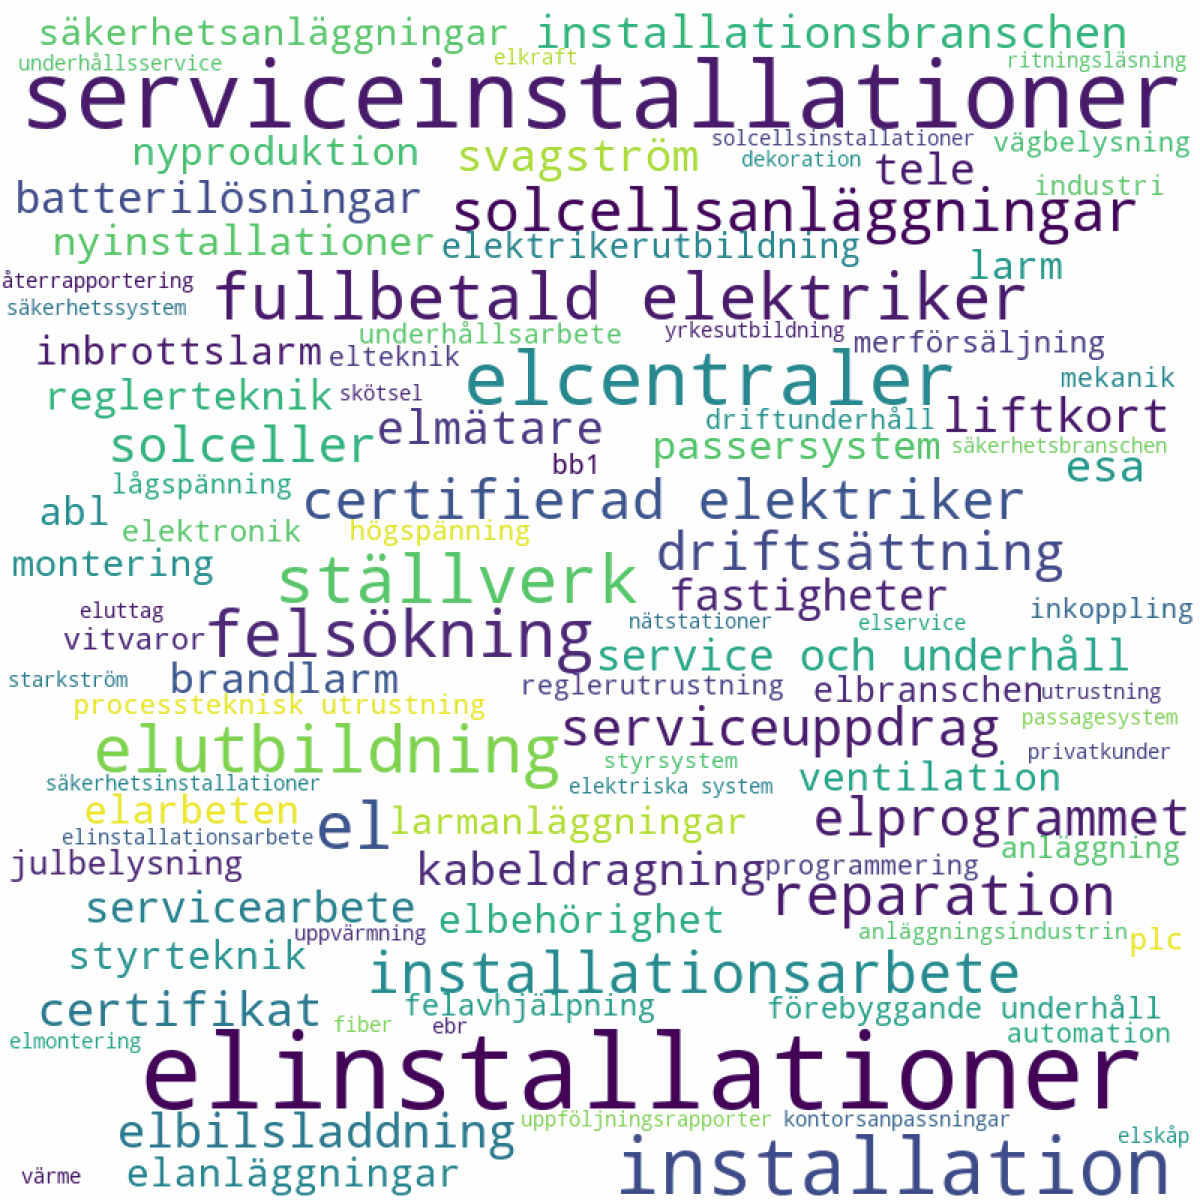 säkerhetsanläggningar installationsbranschen
underhållsservice elkraft ritningsläsning
serviceinstallationer
nyproduktion svagström solcellsinstallationer vägbelysning
dekoration tele industri
batterilösningar solcellsanläggningar
nyinstallationer elektrikerutbildning larm
återrapportering fullbetald elektriker
säkerhetssystem
underhållsarbete yrkesutbildning merförsäljning
inbrottslarm elteknik elcentraler mekanik
reglerteknik skötsel driftunderhåll liftkort
solceller elmätare passersystem säkerhetsbranschen
bb1 esa
lågspänning certifierad elektriker
abl elektronik högspänning
montering ställverk driftsättning
eluttag fastigheter inkoppling
vitvaror felsökning nätstationer elservice
starkström brandlarm service och underhåll
reglerutrustning elbranschen utrustning
processteknisk utrustning serviceuppdrag passagesystem
elutbildning privatkunder
säkerhetsinstallationer styrsystem ventilation
elektriska system
elarbeten el larmanläggningar elprogrammet
elinstallationsarbete anläggning
julbelysning kabeldragning programmering
servicearbete reparation
uppvärmning elbehörighet anläggningsindustrin plc
styrteknik installationsarbete
certifikat felavhjälpning förebyggande underhåll
elmontering fiber ebr automation
elinstallationer
elbilsladdning uppföljningsrapporter kontorsanpassningar
elskåp
värme elanläggningar installation